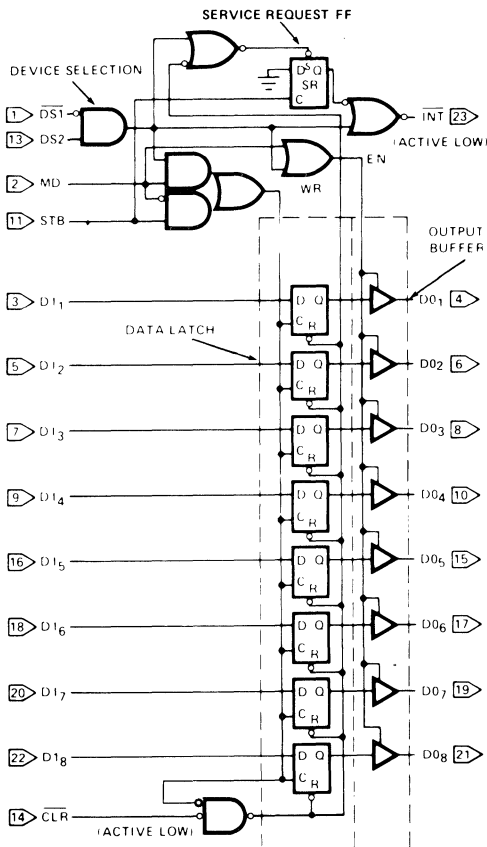 SERVICE REQUEST FF
DEVICE SELECTION
D S Q
SR
C
1 DS1
13 DS2
INT 23
(ACTIVE LOW)
EN
2 MD
WR
11 STB
OUTPUT
BUFFER
3 DI1 D Q C R DO1 4
DATA LATCH
5 DI2 D Q C R DO2 6
7 DI3 D Q C R DO3 8
9 DI4 D Q C R DO4 10
16 DI5 D Q C R DO5 15
18 DI6 D Q C R DO6 17
20 DI7 D Q C R DO7 19
22 DI8 D Q C R DO8 21
14 CLR
(ACTIVE LOW)